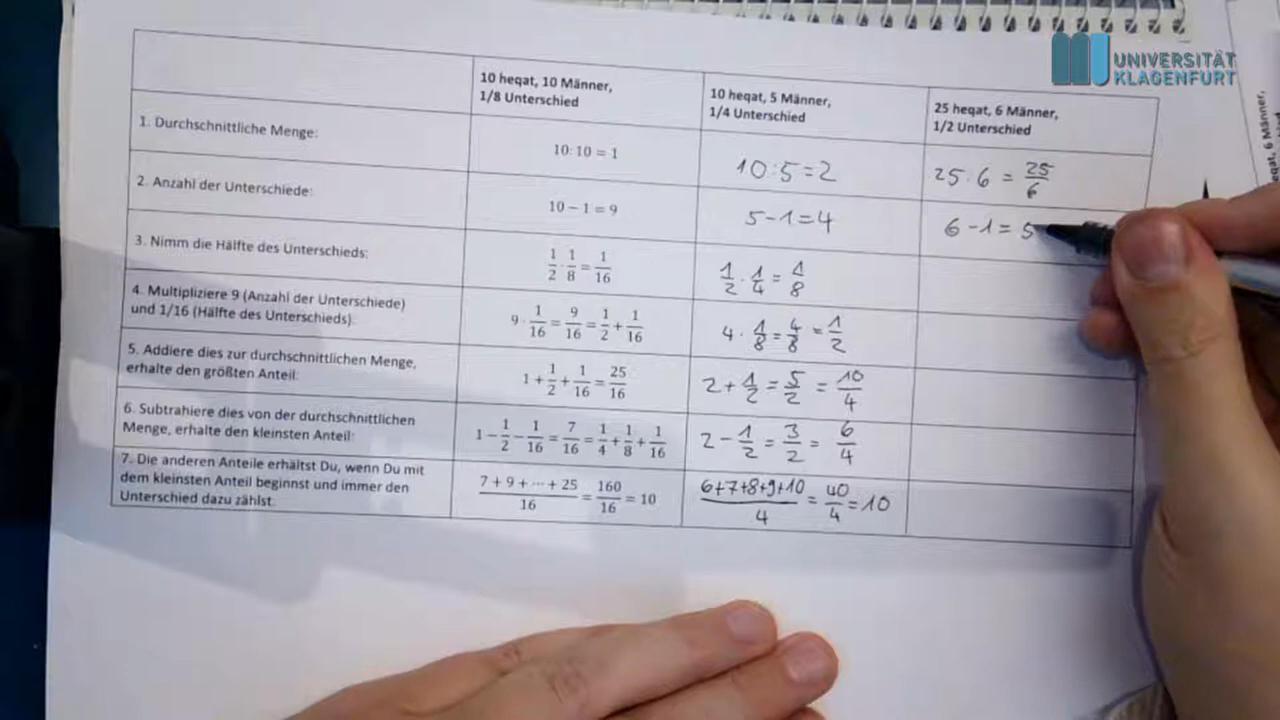 UNIVERSITÄT
KLAGENFURT
10 heqat, 10 Männer,
1/8 Unterschied
10 heqat, 5 Männer,
1/4 Unterschied
25 heqat, 6 Männer,
1/2 Unterschied
1. Durchschnittliche Menge:
10:10 = 1
10:5=2
25:6 = 25/6
2. Anzahl der Unterschiede:
10 − 1 = 9
5-1=4
6-1=5
3. Nimm die Hälfte des Unterschieds:
1/2 · 1/8 = 1/16
1/2 · 1/4 = 1/8
4. Multipliziere 9 (Anzahl der Unterschiede)
und 1/16 (Hälfte des Unterschieds).
9 · 1/16 = 9/16 = 1/2 + 1/16
4 · 1/8 = 4/8 = 1/2
5. Addiere dies zur durchschnittlichen Menge,
erhalte den größten Anteil:
1 + 1/2 + 1/16 = 25/16
2 + 1/2 = 5/2 = 10/4
6. Subtrahiere dies von der durchschnittlichen
Menge, erhalte den kleinsten Anteil:
1 − 1/2 − 1/16 = 7/16 = 1/4 + 1/8 + 1/16
2 - 1/2 = 3/2 = 6/4
7. Die anderen Anteile erhältst Du, wenn Du mit
dem kleinsten Anteil beginnst und immer den
Unterschied dazu zählst.
7 + 9 + ⋯ + 25/16 = 160/16 = 10
6+7+8+9+10/4 = 40/4 = 10
heqat, 6 Männer,